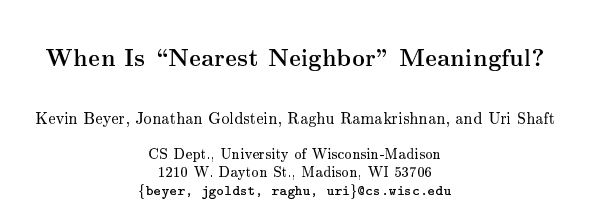 When Is “Nearest Neighbor” Meaningful?
Kevin Beyer, Jonathan Goldstein, Raghu Ramakrishnan, and Uri Shaft
CS Dept., University of Wisconsin-Madison
1210 W. Dayton St., Madison, WI 53706
{beyer, jgoldst, raghu, uri}@cs.wisc.edu